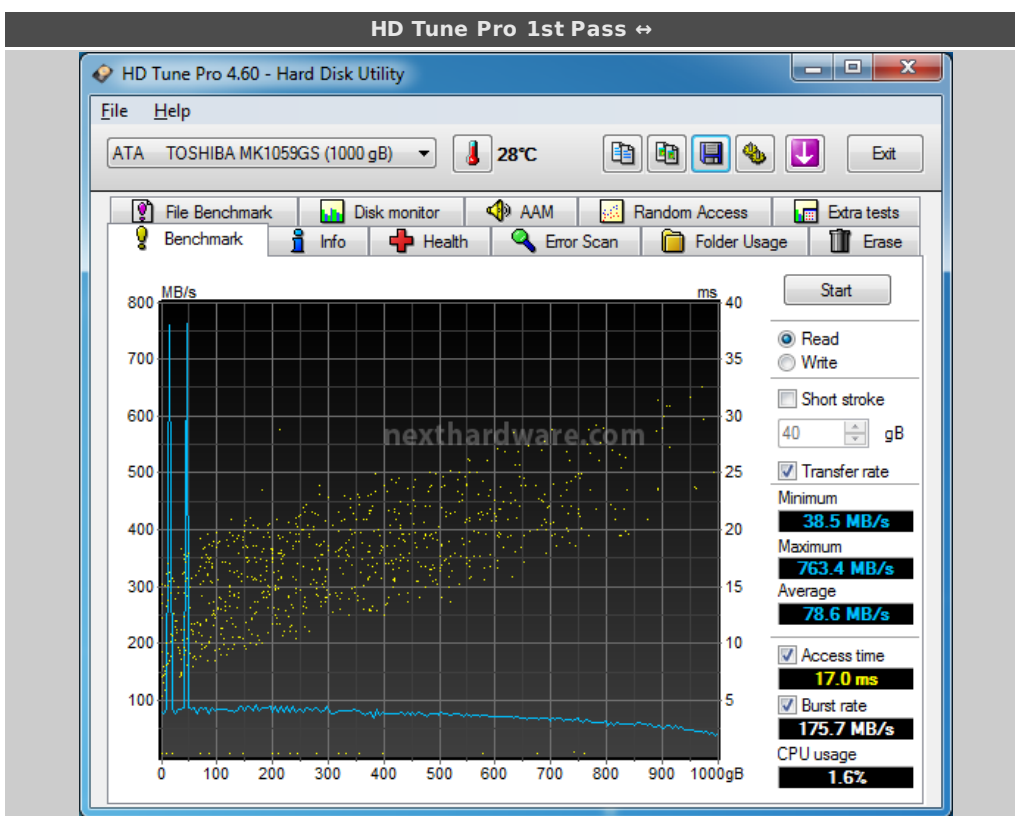 HD Tune Pro 1st Pass ↔
HD Tune Pro 4.60 - Hard Disk Utility
File Help
ATA TOSHIBA MK1059GS (1000 gB) 28°C Exit
File Benchmark Disk monitor AAM Random Access Extra tests
Benchmark Info Health Error Scan Folder Usage Erase
MB/s ms
800 40
700 35
600 30
500 25
400 20
300 15
200 10
100 5
0 100 200 300 400 500 600 700 800 900 1000gB
nexthardware.com
Start
Read
Write
Short stroke
40 gB
Transfer rate
Minimum
38.5 MB/s
Maximum
763.4 MB/s
Average
78.6 MB/s
Access time
17.0 ms
Burst rate
175.7 MB/s
CPU usage
1.6%